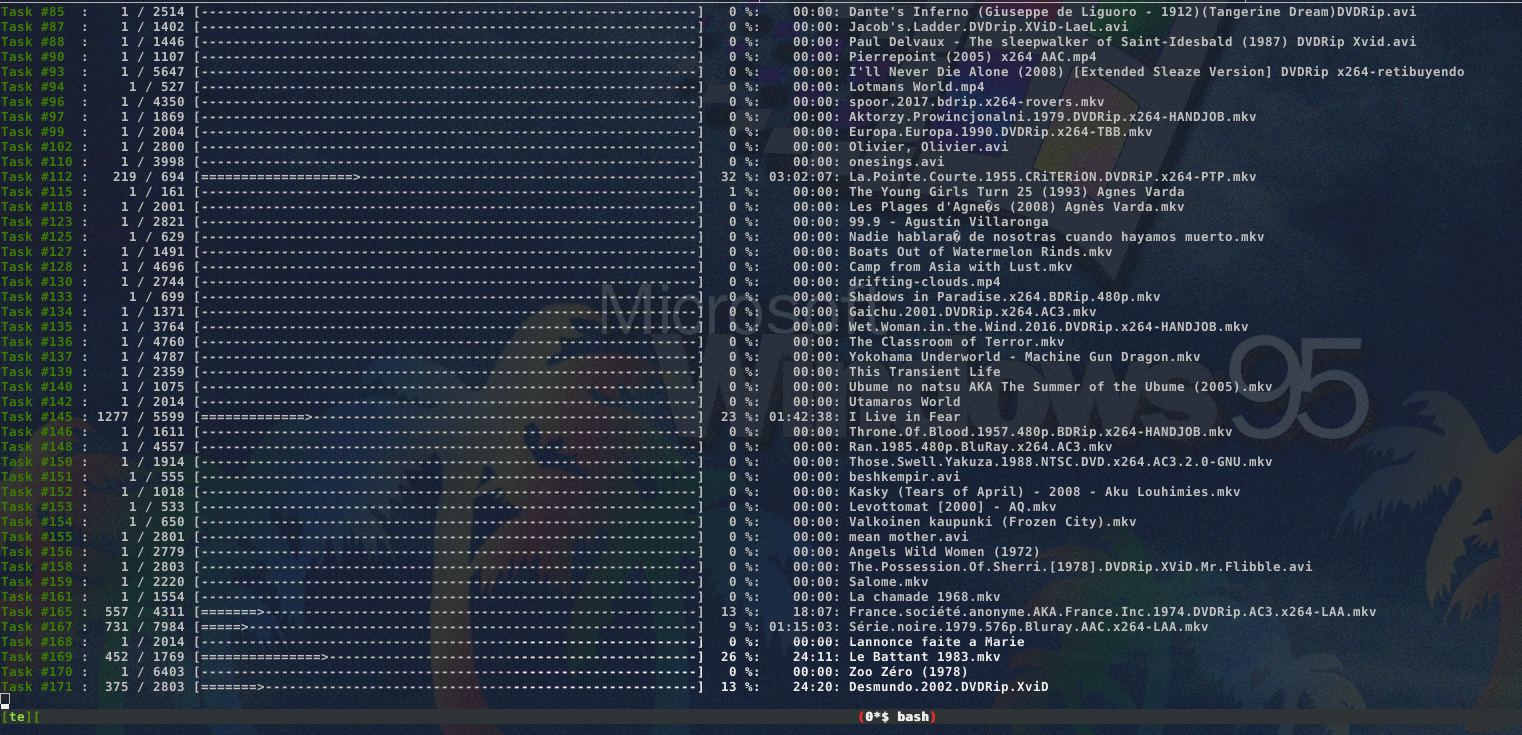 Task #85 : 1 / 2514 [--------------------------------------------------------------] 0 %: 00:00: Dante's Inferno (Giuseppe de Liguoro - 1912)(Tangerine Dream)DVDRip.avi
Task #87 : 1 / 1402 [--------------------------------------------------------------] 0 %: 00:00: Jacob's.Ladder.DVDrip.XViD-LaeL.avi
Task #88 : 1 / 1446 [--------------------------------------------------------------] 0 %: 00:00: Paul Delvaux - The sleepwalker of Saint-Idesbald (1987) DVDRip Xvid.avi
Task #90 : 1 / 1107 [--------------------------------------------------------------] 0 %: 00:00: Pierrepoint (2005) x264 AAC.mp4
Task #93 : 1 / 5647 [--------------------------------------------------------------] 0 %: 00:00: I'll Never Die Alone (2008) [Extended Sleaze Version] DVDRip x264-retibuyendo
Task #94 : 1 / 527 [--------------------------------------------------------------] 0 %: 00:00: Lotmans World.mp4
Task #96 : 1 / 4350 [--------------------------------------------------------------] 0 %: 00:00: spoor.2017.bdrip.x264-rovers.mkv
Task #97 : 1 / 1869 [--------------------------------------------------------------] 0 %: 00:00: Aktorzy.Prowincjonalni.1979.DVDRip.x264-HANDJOB.mkv
Task #99 : 1 / 2004 [--------------------------------------------------------------] 0 %: 00:00: Europa.Europa.1990.DVDRip.x264-TBB.mkv
Task #102 : 1 / 2800 [--------------------------------------------------------------] 0 %: 00:00: Olivier, Olivier.avi
Task #110 : 1 / 3998 [--------------------------------------------------------------] 0 %: 00:00: onesings.avi
Task #112 : 219 / 694 [===================>------------------------------------------] 32 %: 03:02:07: La.Pointe.Courte.1955.CRiTERiON.DVDRiP.x264-PTP.mkv
Task #115 : 1 / 161 [--------------------------------------------------------------] 1 %: 00:00: The Young Girls Turn 25 (1993) Agnes Varda
Task #118 : 1 / 2001 [--------------------------------------------------------------] 0 %: 00:00: Les Plages d'Agne�s (2008) Agnès Varda.mkv
Task #123 : 1 / 2821 [--------------------------------------------------------------] 0 %: 00:00: 99.9 - Agustín Villaronga
Task #125 : 1 / 629 [--------------------------------------------------------------] 0 %: 00:00: Nadie hablara� de nosotras cuando hayamos muerto.mkv
Task #127 : 1 / 1491 [--------------------------------------------------------------] 0 %: 00:00: Boats Out of Watermelon Rinds.mkv
Task #128 : 1 / 4696 [--------------------------------------------------------------] 0 %: 00:00: Camp from Asia with Lust.mkv
Task #130 : 1 / 2744 [--------------------------------------------------------------] 0 %: 00:00: drifting-clouds.mp4
Task #133 : 1 / 699 [--------------------------------------------------------------] 0 %: 00:00: Shadows in Paradise.x264.BDRip.480p.mkv
Task #134 : 1 / 1371 [--------------------------------------------------------------] 0 %: 00:00: Gaichu.2001.DVDrip.x264.AC3.mkv
Task #135 : 1 / 3764 [--------------------------------------------------------------] 0 %: 00:00: Wet.Woman.in.the.Wind.2016.DVDRip.x264-HANDJOB.mkv
Task #136 : 1 / 4760 [--------------------------------------------------------------] 0 %: 00:00: The Classroom of Terror.mkv
Task #137 : 1 / 4787 [--------------------------------------------------------------] 0 %: 00:00: Yokohama Underworld - Machine Gun Dragon.mkv
Task #139 : 1 / 2359 [--------------------------------------------------------------] 0 %: 00:00: This Transient Life
Task #140 : 1 / 1075 [--------------------------------------------------------------] 0 %: 00:00: Ubume no natsu AKA The Summer of the Ubume (2005).mkv
Task #142 : 1 / 2014 [--------------------------------------------------------------] 0 %: 00:00: Utamaros World
Task #145 : 1277 / 5599 [=============>------------------------------------------------] 23 %: 01:42:38: I Live in Fear
Task #146 : 1 / 1611 [--------------------------------------------------------------] 0 %: 00:00: Throne.Of.Blood.1957.480p.BDRip.x264-HANDJOB.mkv
Task #148 : 1 / 4557 [--------------------------------------------------------------] 0 %: 00:00: Ran.1985.480p.BluRay.x264.AC3.mkv
Task #150 : 1 / 1914 [--------------------------------------------------------------] 0 %: 00:00: Those.Swell.Yakuza.1988.NTSC.DVD.x264.AC3.2.0-GNU.mkv
Task #151 : 1 / 555 [--------------------------------------------------------------] 0 %: 00:00: beshkempir.avi
Task #152 : 1 / 1018 [--------------------------------------------------------------] 0 %: 00:00: Kasky (Tears of April) - 2008 - Aku Louhimies.mkv
Task #153 : 1 / 533 [--------------------------------------------------------------] 0 %: 00:00: Levottomat [2000] - AQ.mkv
Task #154 : 1 / 650 [--------------------------------------------------------------] 0 %: 00:00: Valkoinen kaupunki (Frozen City).mkv
Task #155 : 1 / 2801 [--------------------------------------------------------------] 0 %: 00:00: mean mother.avi
Task #156 : 1 / 2779 [--------------------------------------------------------------] 0 %: 00:00: Angels Wild Women (1972)
Task #158 : 1 / 2803 [--------------------------------------------------------------] 0 %: 00:00: The.Possession.Of.Sherri.[1978].DVDRip.XViD.Mr.Flibble.avi
Task #159 : 1 / 2220 [--------------------------------------------------------------] 0 %: 00:00: Salome.mkv
Task #161 : 1 / 1554 [--------------------------------------------------------------] 0 %: 00:00: La chamade 1968.mkv
Task #165 : 557 / 4311 [=======>------------------------------------------------------] 13 %: 18:07: France.société.anonyme.AKA.France.Inc.1974.DVDRip.AC3.x264-LAA.mkv
Task #167 : 731 / 7984 [=====>--------------------------------------------------------] 9 %: 01:15:03: Série.noire.1979.576p.Bluray.AAC.x264-LAA.mkv
Task #168 : 1 / 2014 [--------------------------------------------------------------] 0 %: 00:00: Lannonce faite a Marie
Task #169 : 452 / 1769 [===============>----------------------------------------------] 26 %: 24:11: Le Battant 1983.mkv
Task #170 : 1 / 6403 [--------------------------------------------------------------] 0 %: 00:00: Zoo Zéro (1978)
Task #171 : 375 / 2803 [=======>------------------------------------------------------] 13 %: 24:20: Desmundo.2002.DVDRip.XviD
[te][ (0*$ bash)
Microsoft
Windows 95